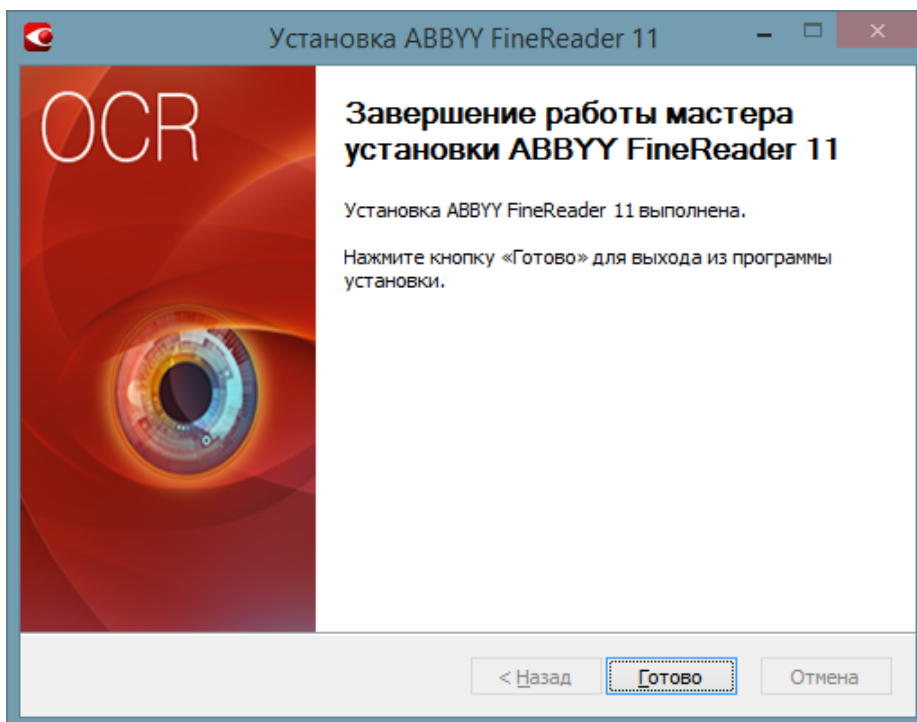 Установка ABBYY FineReader 11
OCR
Завершение работы мастера
установки ABBYY FineReader 11
Установка ABBYY FineReader 11 выполнена.
Нажмите кнопку «Готово» для выхода из программы
установки.
< Назад
Готово
Отмена